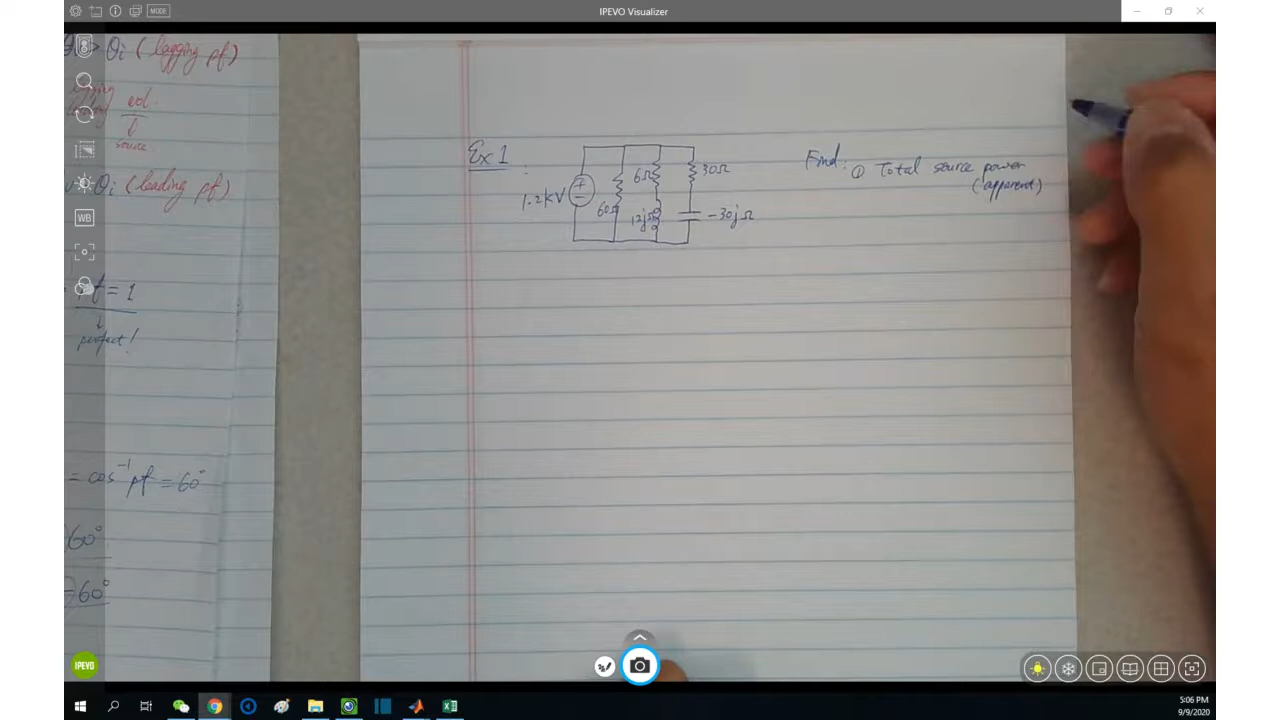 IPEVO Visualizer
MODE
WB
θi (lagging pf)
vol.
source
θi (leading pf)
pf = 1
perfect!
= cos⁻¹ pf = 60°
60°
60°
Ex 1 :
1.2kV
60Ω
6Ω
12jΩ
30Ω
-30jΩ
Find: ① Total source power
(apparent)
IPEVO
5:06 PM
9/9/2020